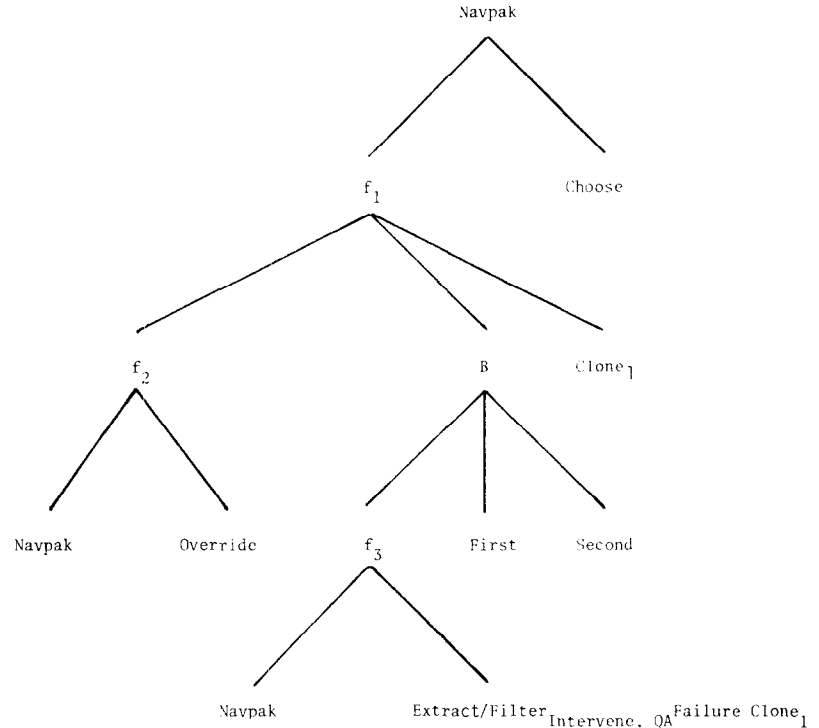 Navpak
f1 Choose
f2 B Clone1
Navpak Override f3 First Second
Navpak Extract/Filter Intervene, QA Failure Clone1